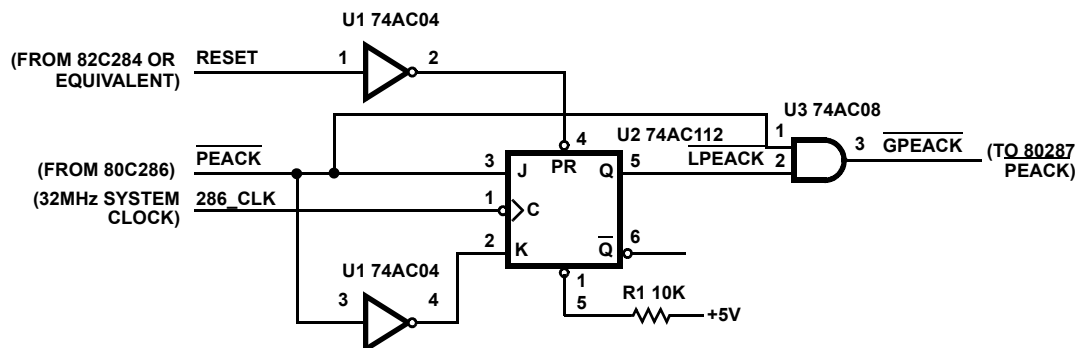 U1 74AC04
(FROM 82C284 OR
EQUIVALENT)
RESET
1
2
U3 74AC08
4
U2 74AC112
1
2
3
GPEACK
(TO 80287
PEACK)
(FROM 80C286)
PEACK
3
J
PR
Q
5
LPEACK
(32MHz SYSTEM
CLOCK)
286_CLK
1
C
2
K
Q
6
U1 74AC04
3
4
1
5
R1 10K
+5V